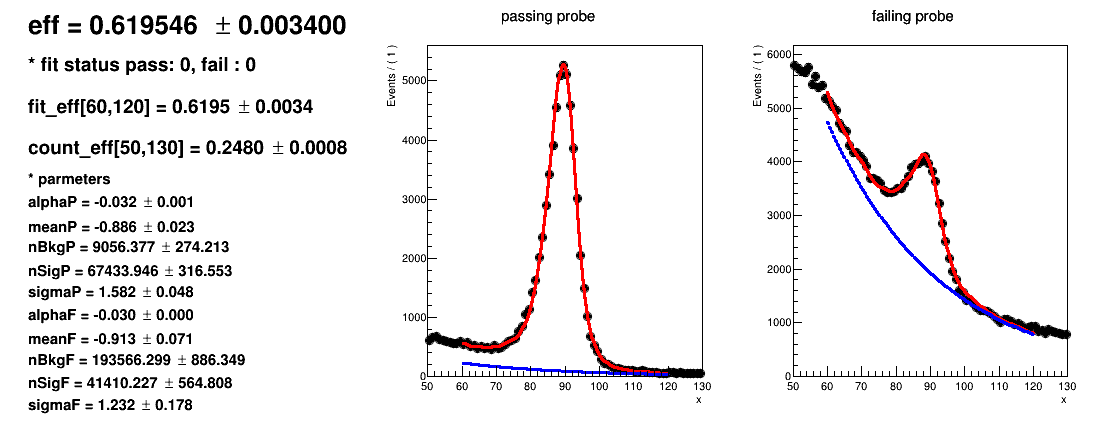 eff = 0.619546 ± 0.003400
* fit status pass: 0, fail : 0
fit_eff[60,120] = 0.6195 ± 0.0034
count_eff[50,130] = 0.2480 ± 0.0008
* parmeters
alphaP = -0.032 ± 0.001
meanP = -0.886 ± 0.023
nBkgP = 9056.377 ± 274.213
nSigP = 67433.946 ± 316.553
sigmaP = 1.582 ± 0.048
alphaF = -0.030 ± 0.000
meanF = -0.913 ± 0.071
nBkgF = 193566.299 ± 886.349
nSigF = 41410.227 ± 564.808
sigmaF = 1.232 ± 0.178
passing probe
Events / ( 1 )
5000
4000
3000
2000
1000
0
50 60 70 80 90 100 110 120 130
x
failing probe
Events / ( 1 )
6000
5000
4000
3000
2000
1000
0
50 60 70 80 90 100 110 120 130
x